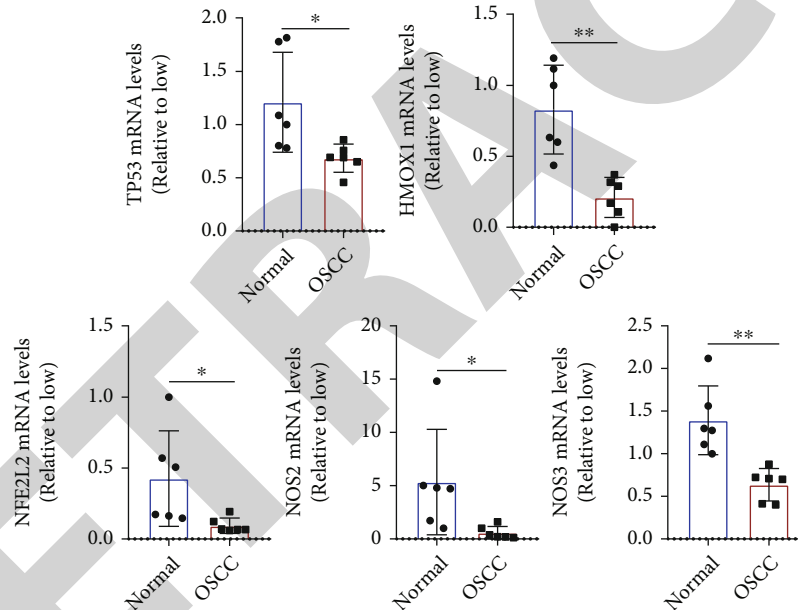 TP53 mRNA levels
(Relative to low)
2.0
1.5
1.0
0.5
0.0
*
Normal
OSCC
HMOX1 mRNA levels
(Relative to low)
1.5
1.0
0.5
0.0
**
Normal
OSCC
NFE2L2 mRNA levels
(Relative to low)
1.5
1.0
0.5
0.0
*
Normal
OSCC
NOS2 mRNA levels
(Relative to low)
20
15
10
5
0
*
Normal
OSCC
NOS3 mRNA levels
(Relative to low)
2.5
2.0
1.5
1.0
0.5
0.0
**
Normal
OSCC
ETRAC